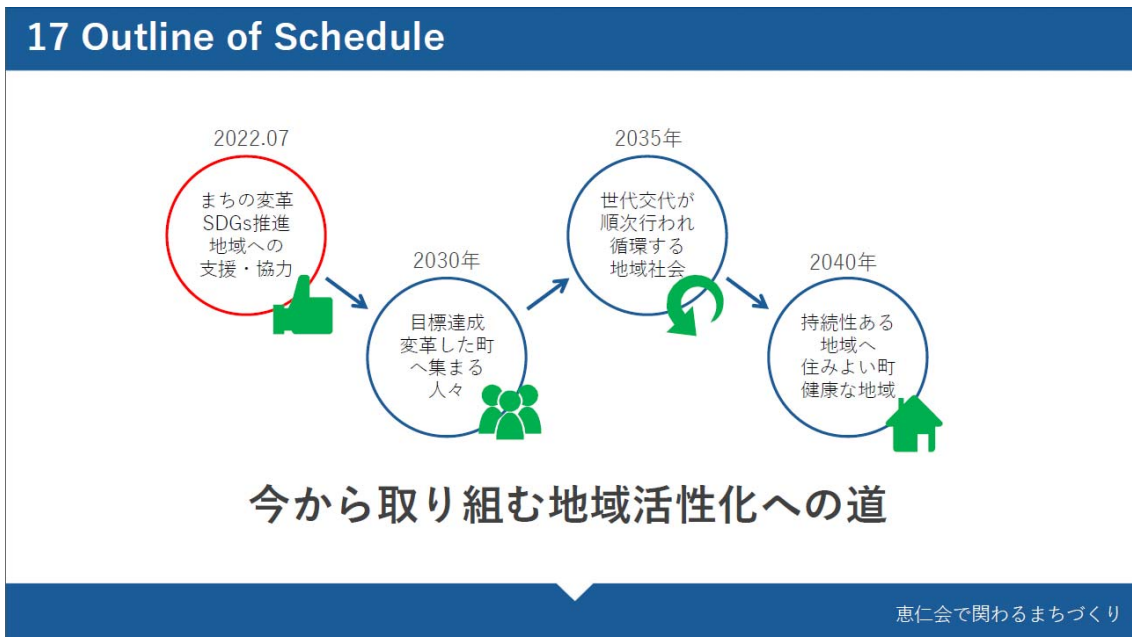 17 Outline of Schedule
2022.07
まちの変革
SDGs推進
地域への
支援・協力
2030年
目標達成
変革した町
へ集まる
人々
2035年
世代交代が
順次行われ
循環する
地域社会
2040年
持続性ある
地域へ
住みよい町
健康な地域
今から取り組む地域活性化への道
恵仁会で関わるまちづくり